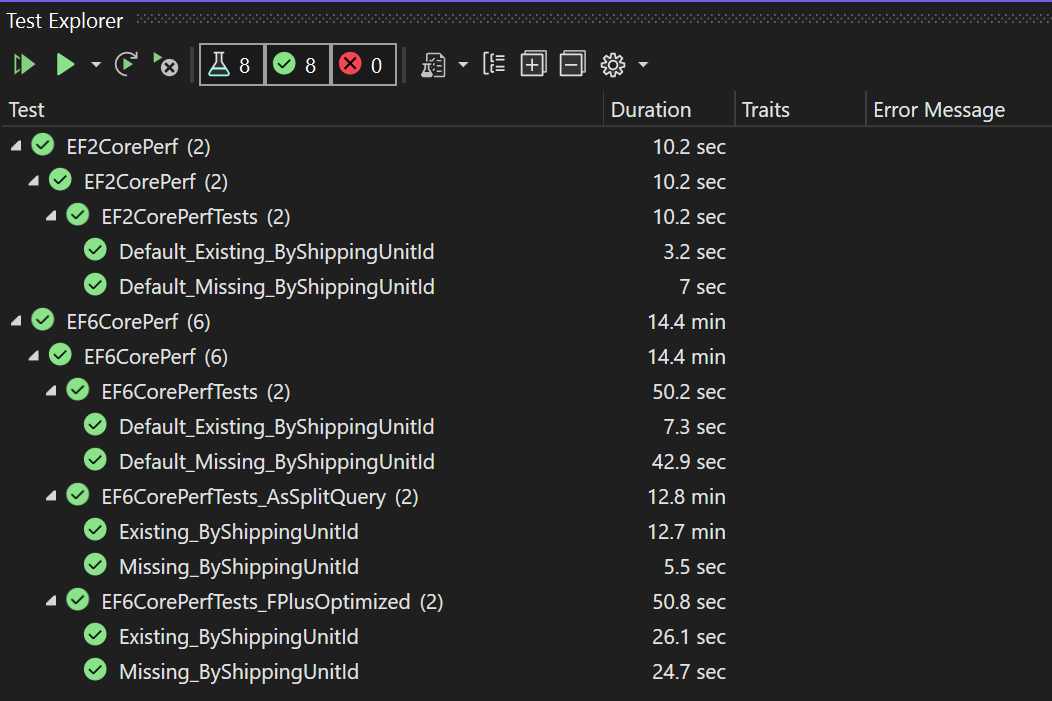 Test Explorer
8 8 0
Test Duration Traits Error Message
EF2CorePerf (2) 10.2 sec
EF2CorePerf (2) 10.2 sec
EF2CorePerfTests (2) 10.2 sec
Default_Existing_ByShippingUnitId 3.2 sec
Default_Missing_ByShippingUnitId 7 sec
EF6CorePerf (6) 14.4 min
EF6CorePerf (6) 14.4 min
EF6CorePerfTests (2) 50.2 sec
Default_Existing_ByShippingUnitId 7.3 sec
Default_Missing_ByShippingUnitId 42.9 sec
EF6CorePerfTests_AsSplitQuery (2) 12.8 min
Existing_ByShippingUnitId 12.7 min
Missing_ByShippingUnitId 5.5 sec
EF6CorePerfTests_FPlusOptimized (2) 50.8 sec
Existing_ByShippingUnitId 26.1 sec
Missing_ByShippingUnitId 24.7 sec